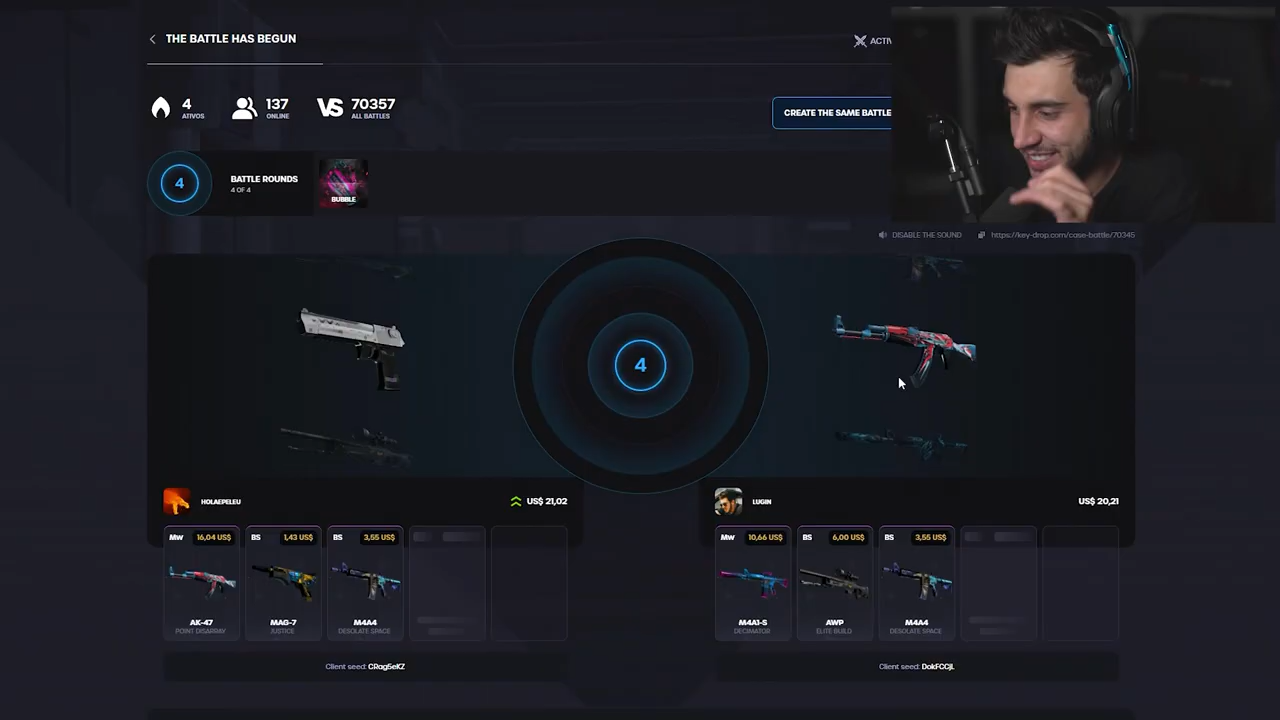 THE BATTLE HAS BEGUN
4
ATIVOS
137
ONLINE
VS
70357
ALL BATTLES
CREATE THE SAME BATTLE
4
BATTLE ROUNDS
4 OF 4
BUBBLE
DISABLE THE SOUND
https://key-drop.com/case-battle/70345
4
HOLAEPELEU
US$ 21,02
LUGIN
US$ 20,21
MW 16,04 US$
BS 1,43 US$
BS 3,55 US$
MW 10,66 US$
BS 6,00 US$
BS 3,55 US$
AK-47
POINT DISARRAY
MAG-7
JUSTICE
M4A4
DESOLATE SPACE
M4A1-S
DECIMATOR
AWP
ELITE BUILD
M4A4
DESOLATE SPACE
Client seed: CRag5eKZ
Client seed: DokFCCjL